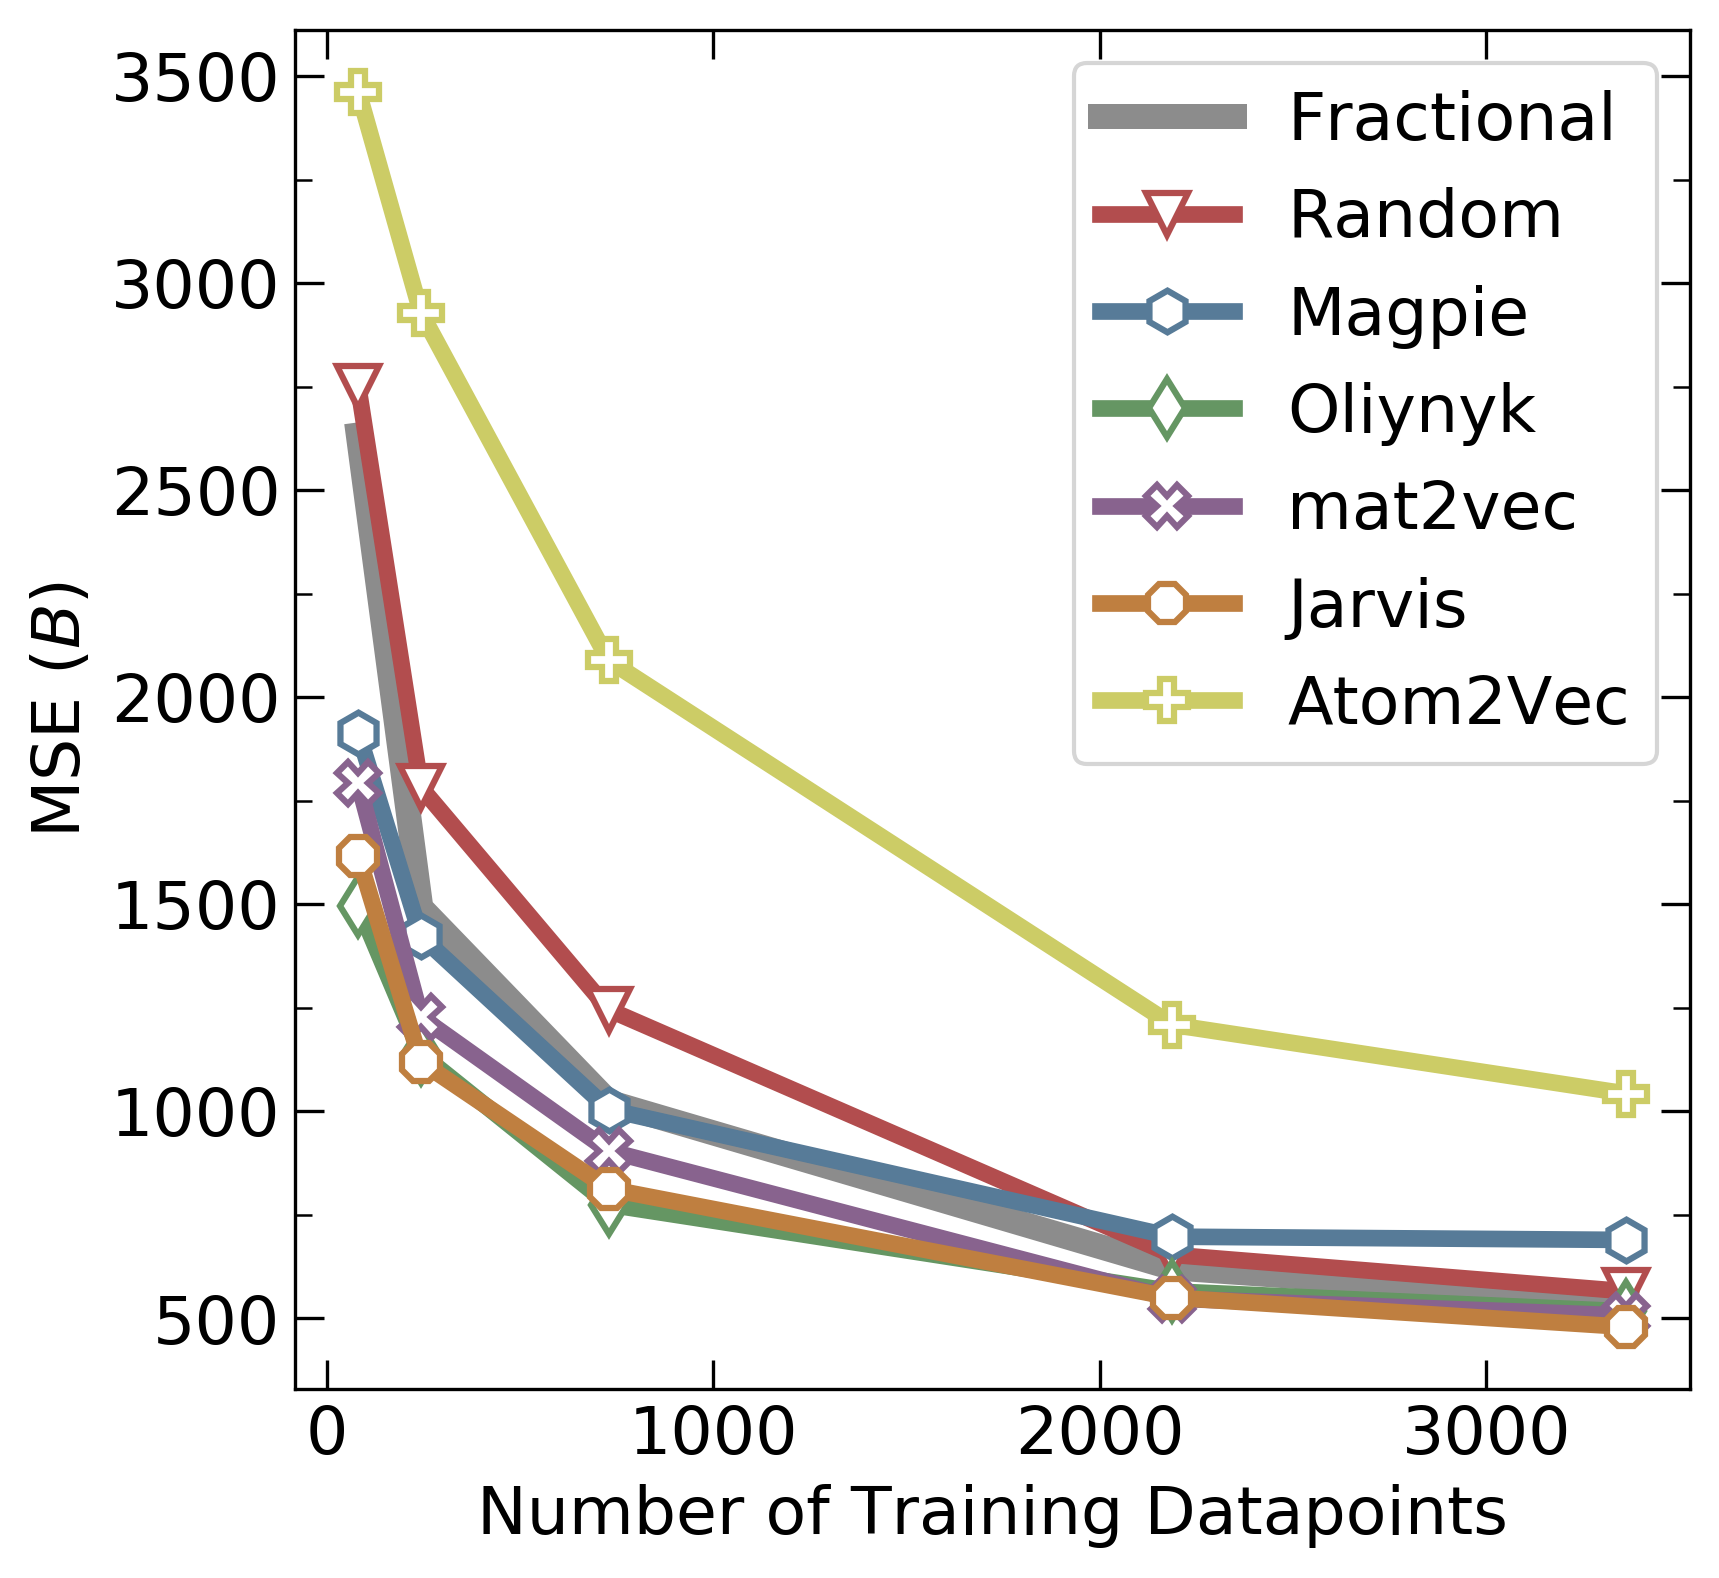 3500
3000
2500
2000
1500
1000
500
MSE (B)
0
1000
2000
3000
Number of Training Datapoints
Fractional
Random
Magpie
Oliynyk
mat2vec
Jarvis
Atom2Vec